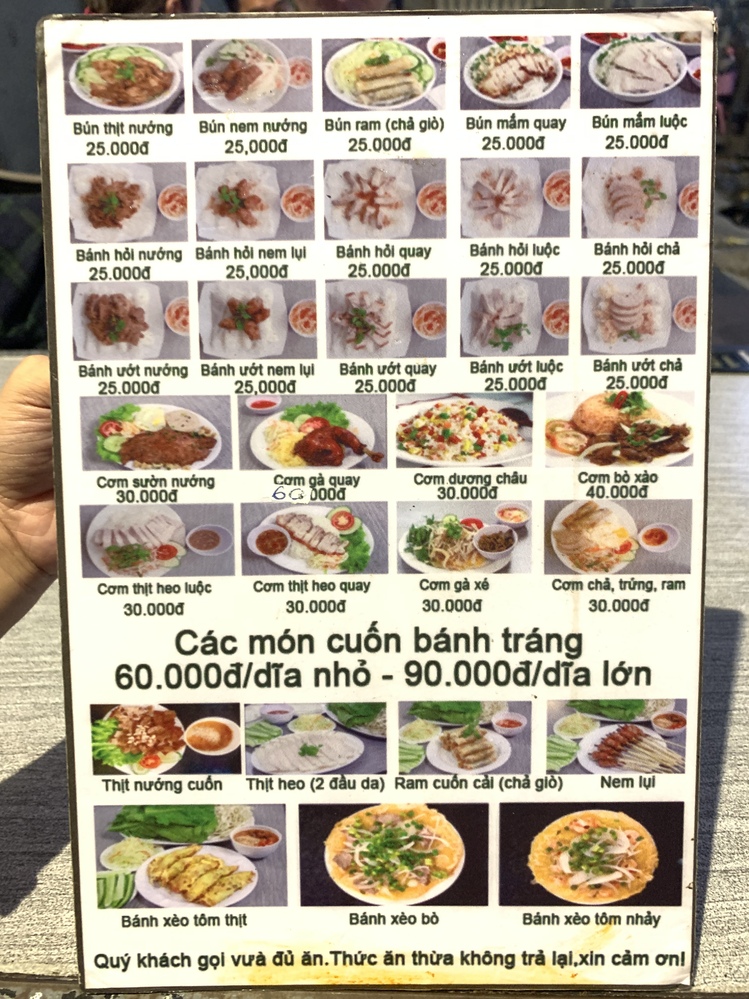 Bún thịt nướng Bún nem nướng Bún ram (chả giò) Bún mắm quay Bún mắm luộc
25.000đ 25,000đ 25.000đ 25.000đ 25.000đ
Bánh hỏi nướng Bánh hỏi nem lụi Bánh hỏi quay Bánh hỏi luộc Bánh hỏi chả
25.000đ 25,000đ 25.000đ 25.000đ 25.000đ
Bánh ướt nướng Bánh ướt nem lụi Bánh ướt quay Bánh ướt luộc Bánh ướt chả
25.000đ 25,000đ 25.000đ 25.000đ 25.000đ
Cơm sườn nướng Cơm gà quay Cơm dương châu Cơm bò xào
30.000đ 60 000đ 30.000đ 40.000đ
Cơm thịt heo luộc Cơm thịt heo quay Cơm gà xé Cơm chả, trứng, ram
30.000đ 30.000đ 30.000đ 30.000đ
Các món cuốn bánh tráng
60.000đ/dĩa nhỏ - 90.000đ/dĩa lớn
Thịt nướng cuốn Thịt heo (2 đầu da) Ram cuốn cải (chả giò) Nem lụi
Bánh xèo tôm thịt Bánh xèo bò Bánh xèo tôm nhảy
Quý khách gọi vưà đủ ăn.Thức ăn thừa không trả lại,xin cảm ơn!